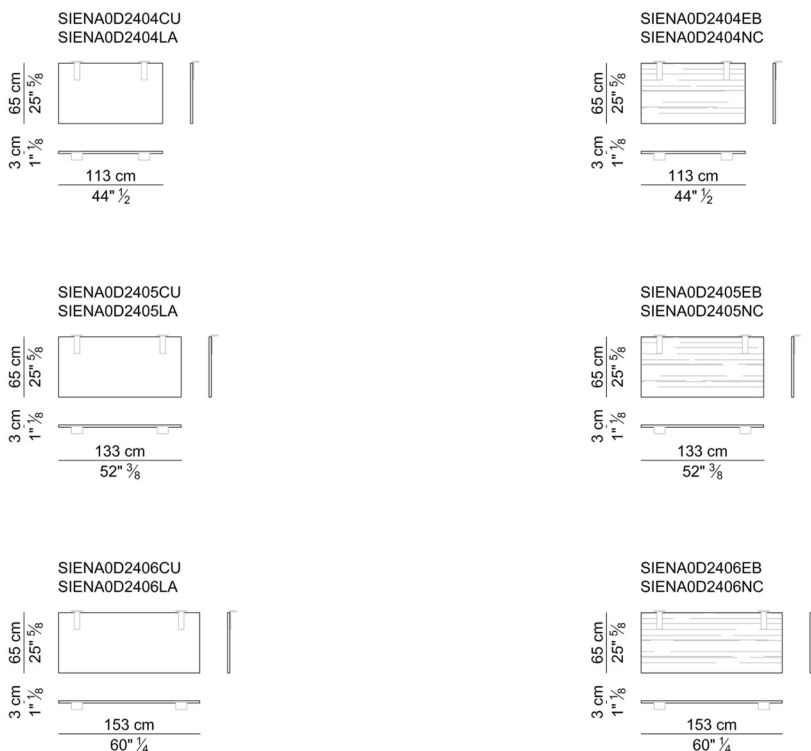 SIENA0D2404CU
SIENA0D2404LA
65 cm
25" ⅝
3 cm
1" ⅛
113 cm
44" ½
SIENA0D2404EB
SIENA0D2404NC
65 cm
25" ⅝
3 cm
1" ⅛
113 cm
44" ½
SIENA0D2405CU
SIENA0D2405LA
65 cm
25" ⅝
3 cm
1" ⅛
133 cm
52" ⅜
SIENA0D2405EB
SIENA0D2405NC
65 cm
25" ⅝
3 cm
1" ⅛
133 cm
52" ⅜
SIENA0D2406CU
SIENA0D2406LA
65 cm
25" ⅝
3 cm
1" ⅛
153 cm
60" ¼
SIENA0D2406EB
SIENA0D2406NC
65 cm
25" ⅝
3 cm
1" ⅛
153 cm
60" ¼